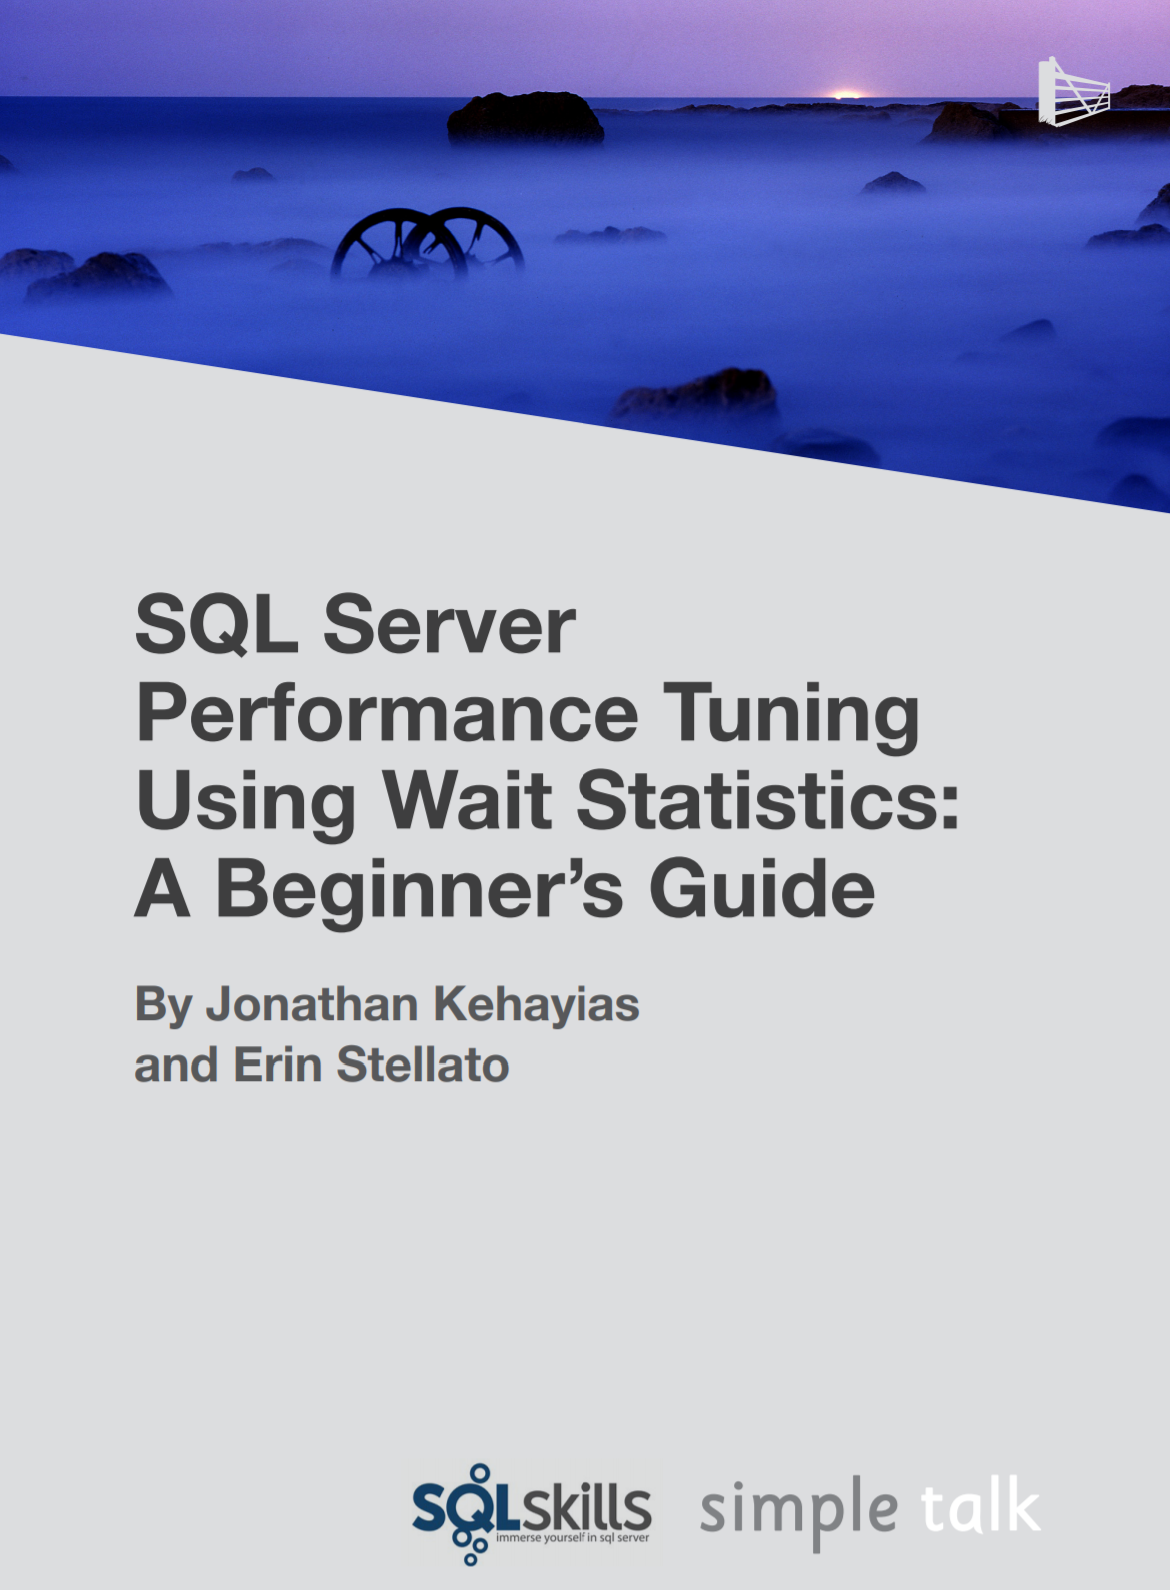 SQL Server
Performance Tuning
Using Wait Statistics:
A Beginner’s Guide
By Jonathan Kehayias
and Erin Stellato
SQLskills
immerse yourself in sql server
simple talk